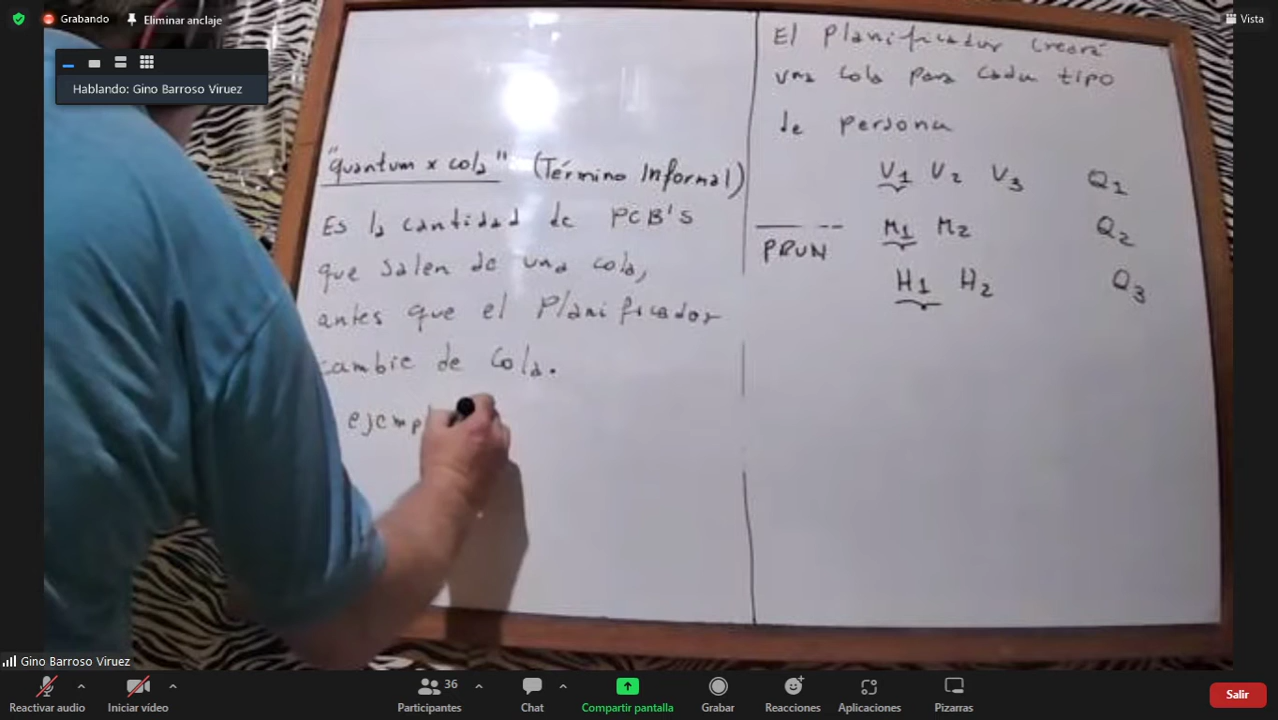 Grabando
Eliminar anclaje
Vista
Hablando: Gino Barroso Viruez
"quantum x cola" (Término Informal)
Es la cantidad de PCB'S
que salen de una cola,
antes que el Planificador
cambie de Cola.
ejemp
El Planificador creará
una cola para cada tipo
de persona
V1 V2 V3 Q1
PRUN M1 M2 Q2
H1 H2 Q3
Gino Barroso Viruez
Reactivar audio
Iniciar vídeo
36
Participantes
Chat
Compartir pantalla
Grabar
Reacciones
Aplicaciones
Pizarras
Salir